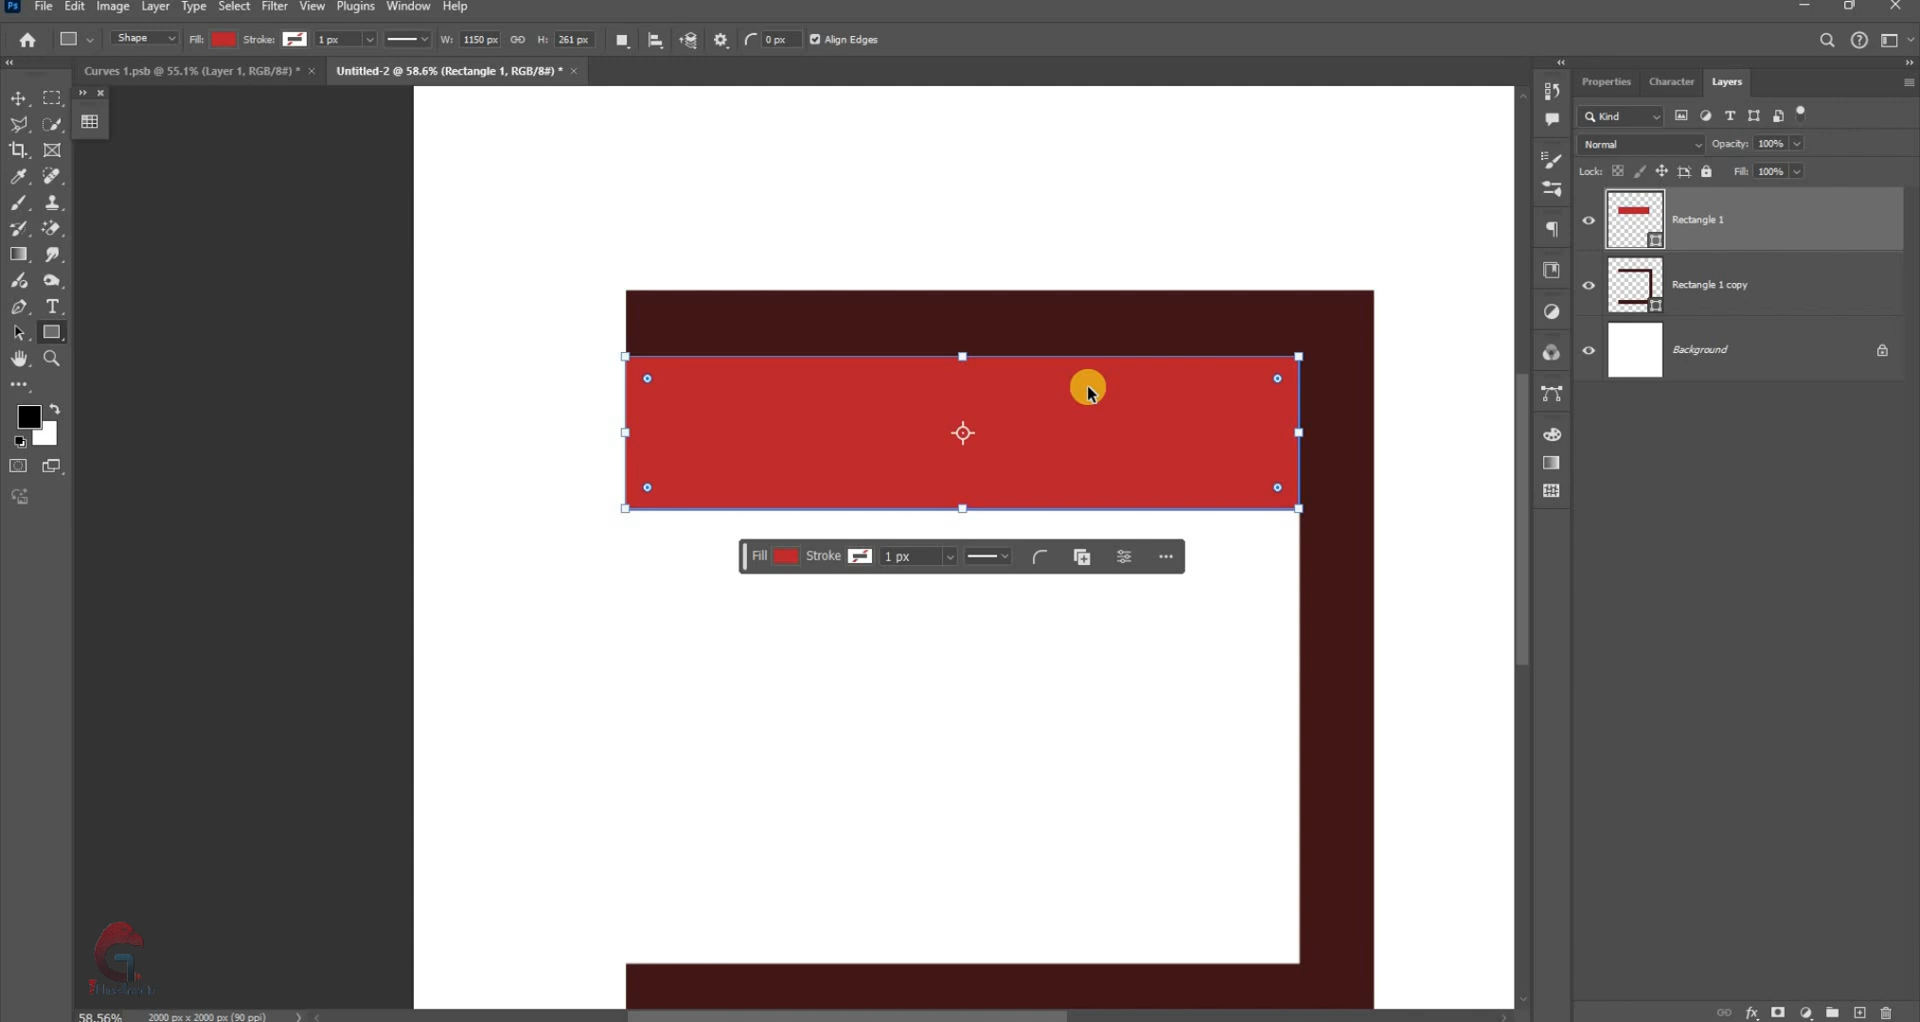 Ps File Edit Image Layer Type Select Filter View Plugins Window Help
Shape Fill: Stroke: 1 px W: 1150 px H: 261 px 0 px Align Edges
Curves 1.psb @ 55.1% (Layer 1, RGB/8#) * × Untitled-2 @ 58.6% (Rectangle 1, RGB/8#) * ×
Properties Character Layers
Kind
Normal Opacity: 100%
Lock: Fill: 100%
Rectangle 1
Rectangle 1 copy
Background
Fill Stroke 1 px
58.56% 2000 px x 2000 px (90 ppi)